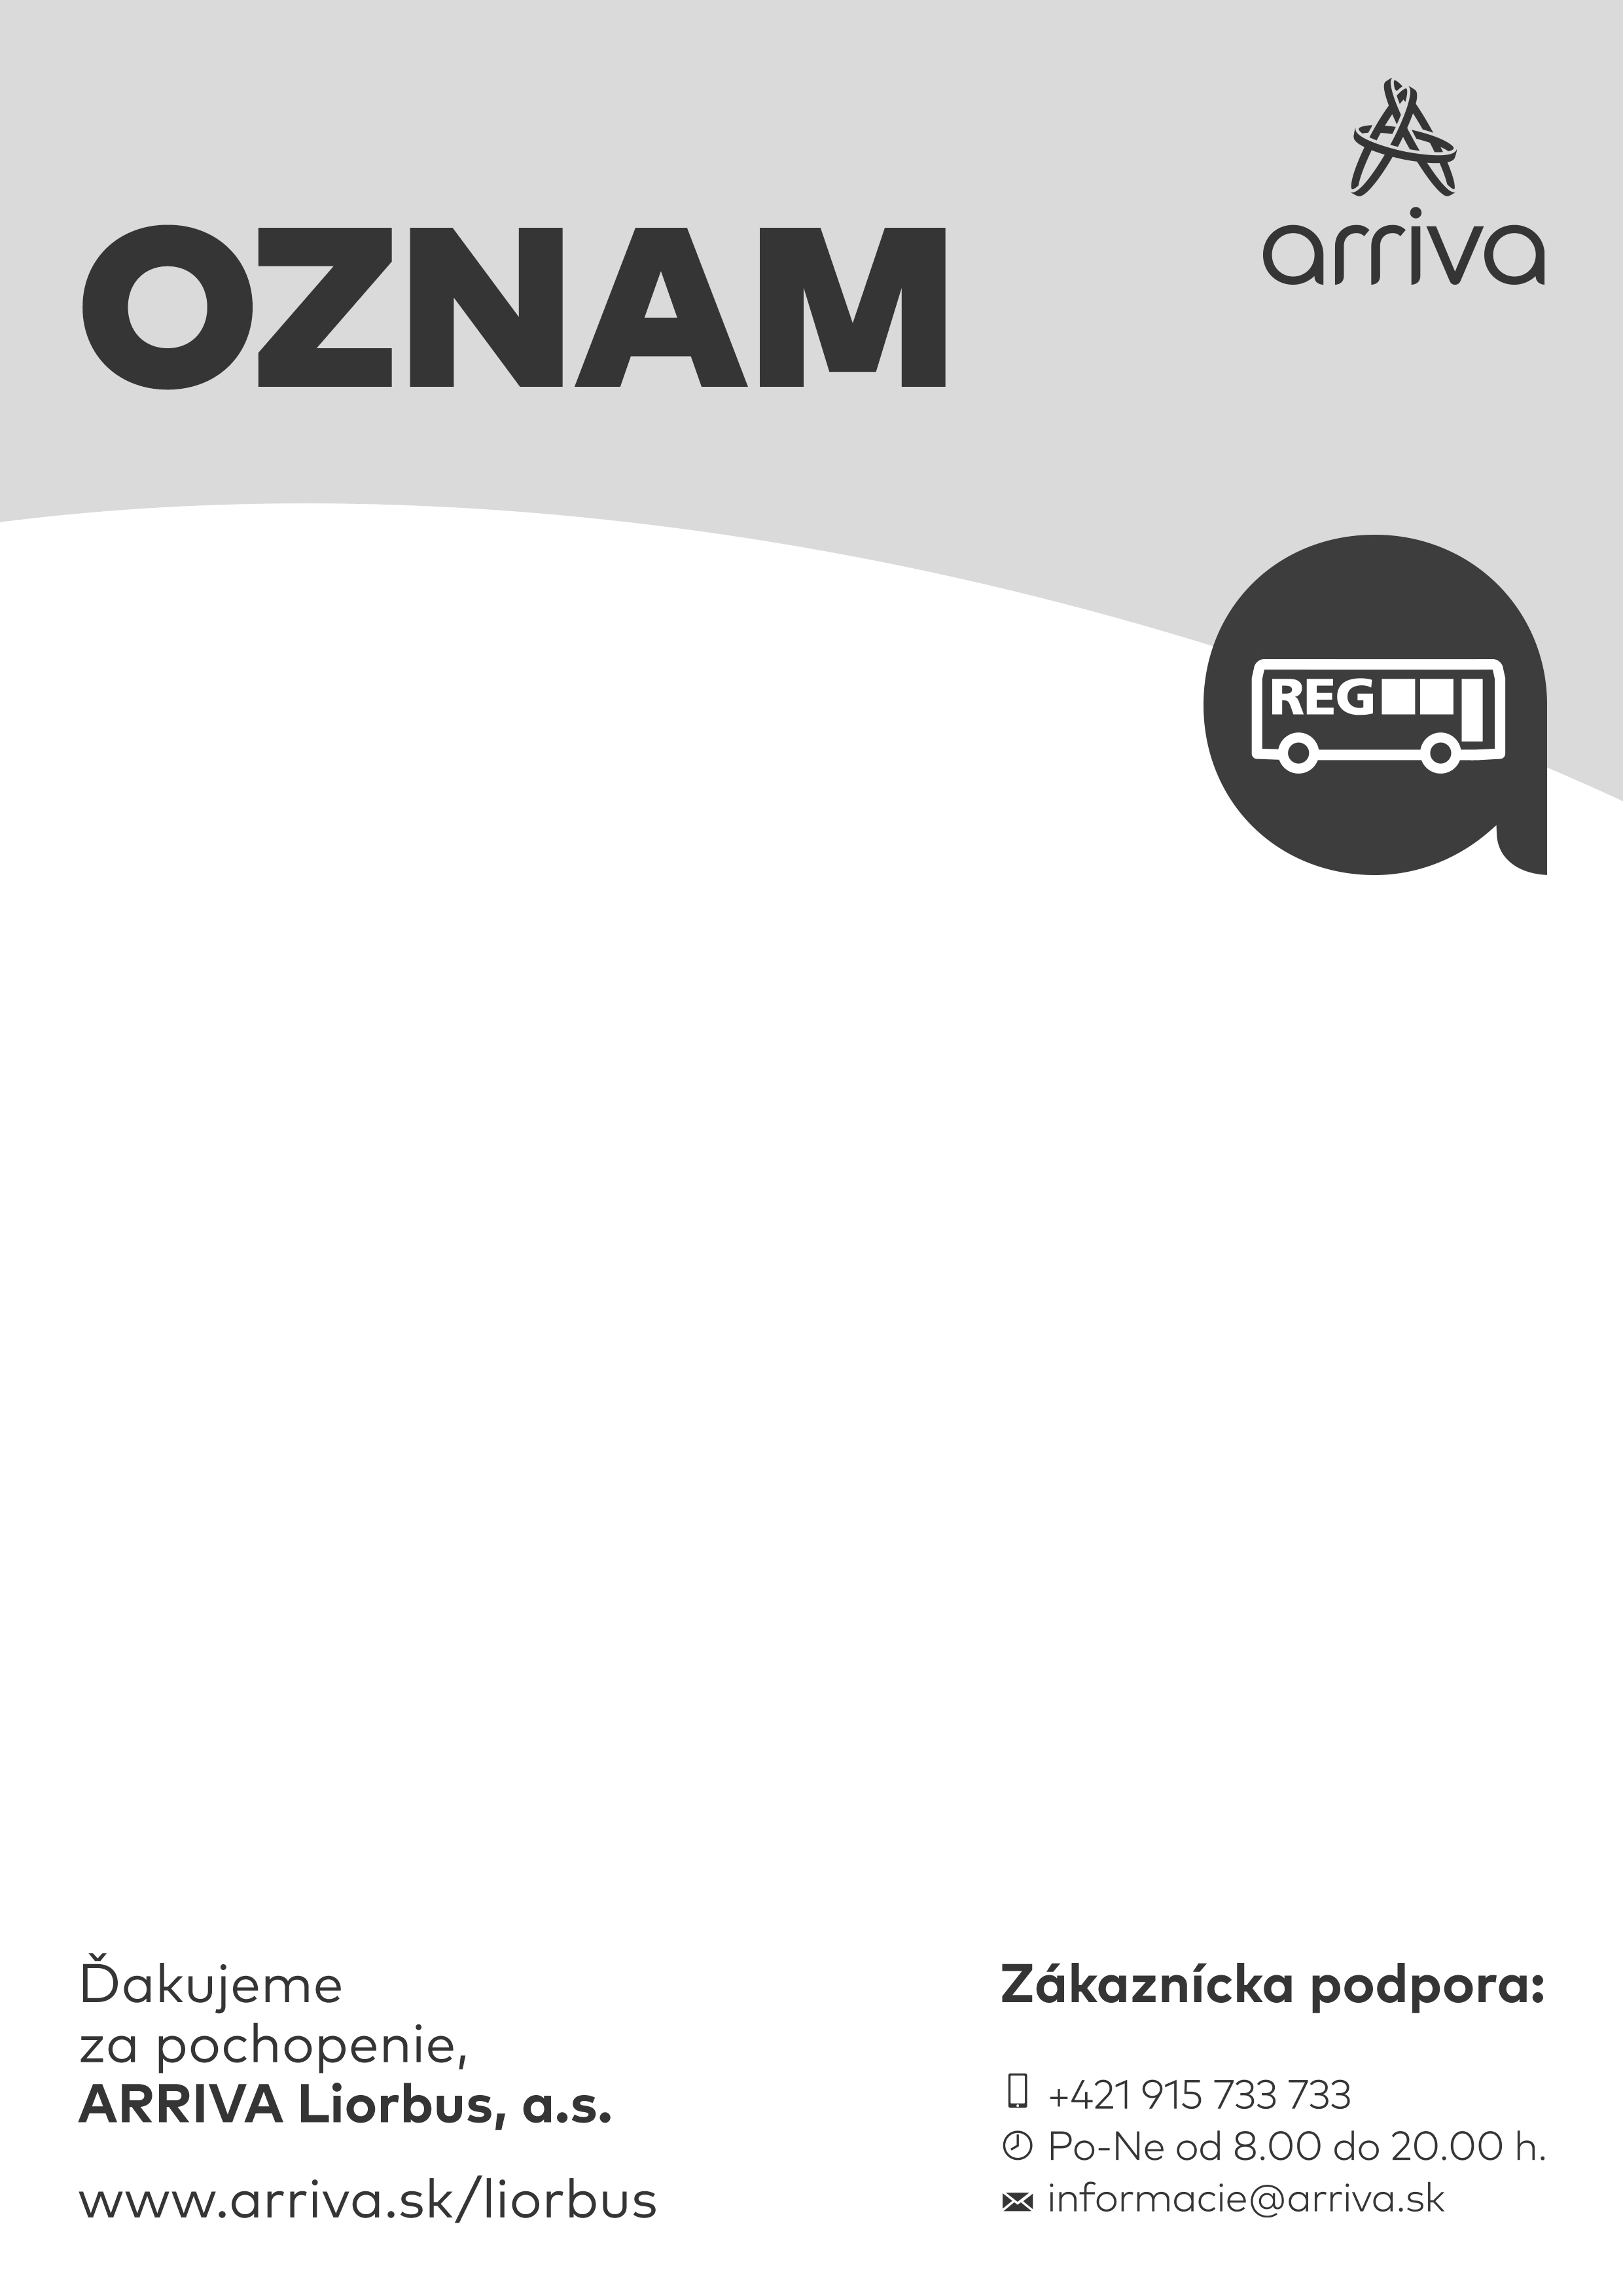 OZNAM
arriva
REG
Ďakujeme
za pochopenie,
ARRIVA Liorbus, a.s.
www.arriva.sk/liorbus
Zákaznícka podpora:
+421 915 733 733
Po-Ne od 8.00 do 20.00 h.
informacie@arriva.sk